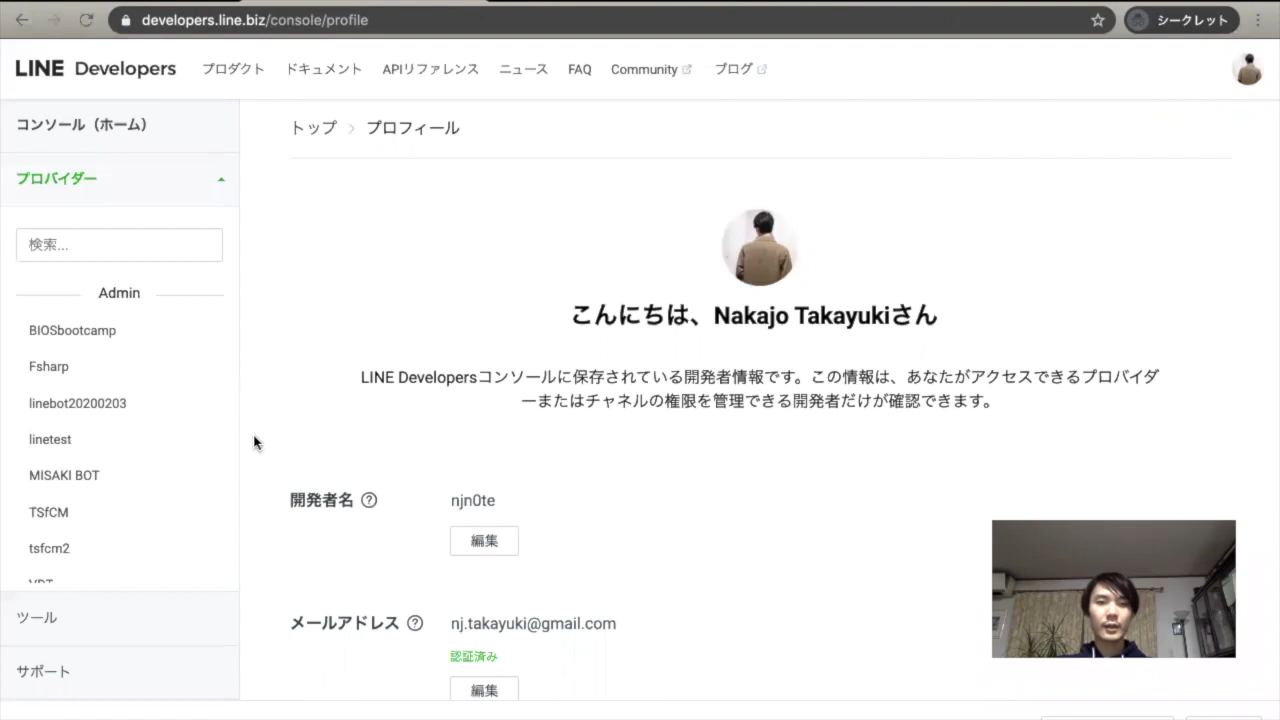 developers.line.biz/console/profile
シークレット
LINE Developers
プロダクト
ドキュメント
APIリファレンス
ニュース
FAQ
Community
ブログ
コンソール（ホーム）
プロバイダー
検索...
Admin
BIOSbootcamp
Fsharp
linebot20200203
linetest
MISAKI BOT
TSfCM
tsfcm2
ツール
サポート
トップ
プロフィール
こんにちは、Nakajo Takayukiさん
LINE Developersコンソールに保存されている開発者情報です。この情報は、あなたがアクセスできるプロバイダ
ーまたはチャネルの権限を管理できる開発者だけが確認できます。
開発者名
njn0te
編集
メールアドレス
nj.takayuki@gmail.com
認証済み
編集